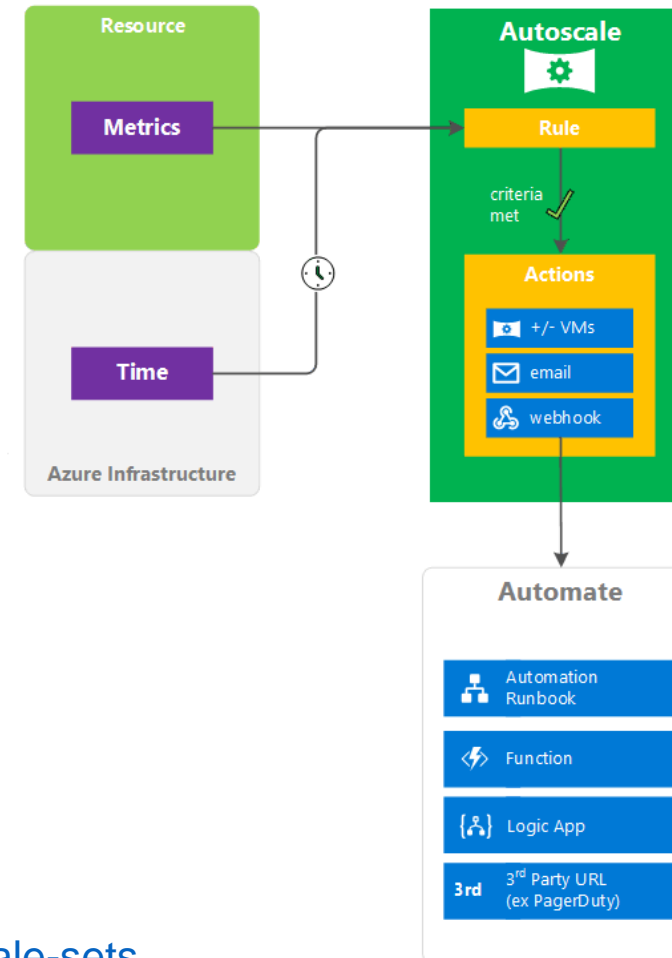 Resource
Metrics
Time
Azure Infrastructure
Autoscale
Rule
criteria
met
Actions
+/- VMs
email
webhook
Automate
Automation
Runbook
Function
Logic App
3rd
3rd Party URL
(ex PagerDuty)
ale-sets